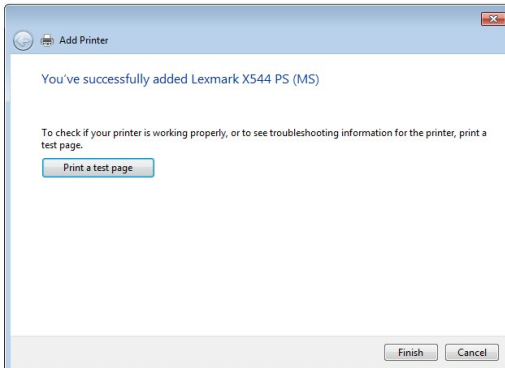 Add Printer
You've successfully added Lexmark X544 PS (MS)
To check if your printer is working properly, or to see troubleshooting information for the printer, print a
test page.
Print a test page
Finish Cancel